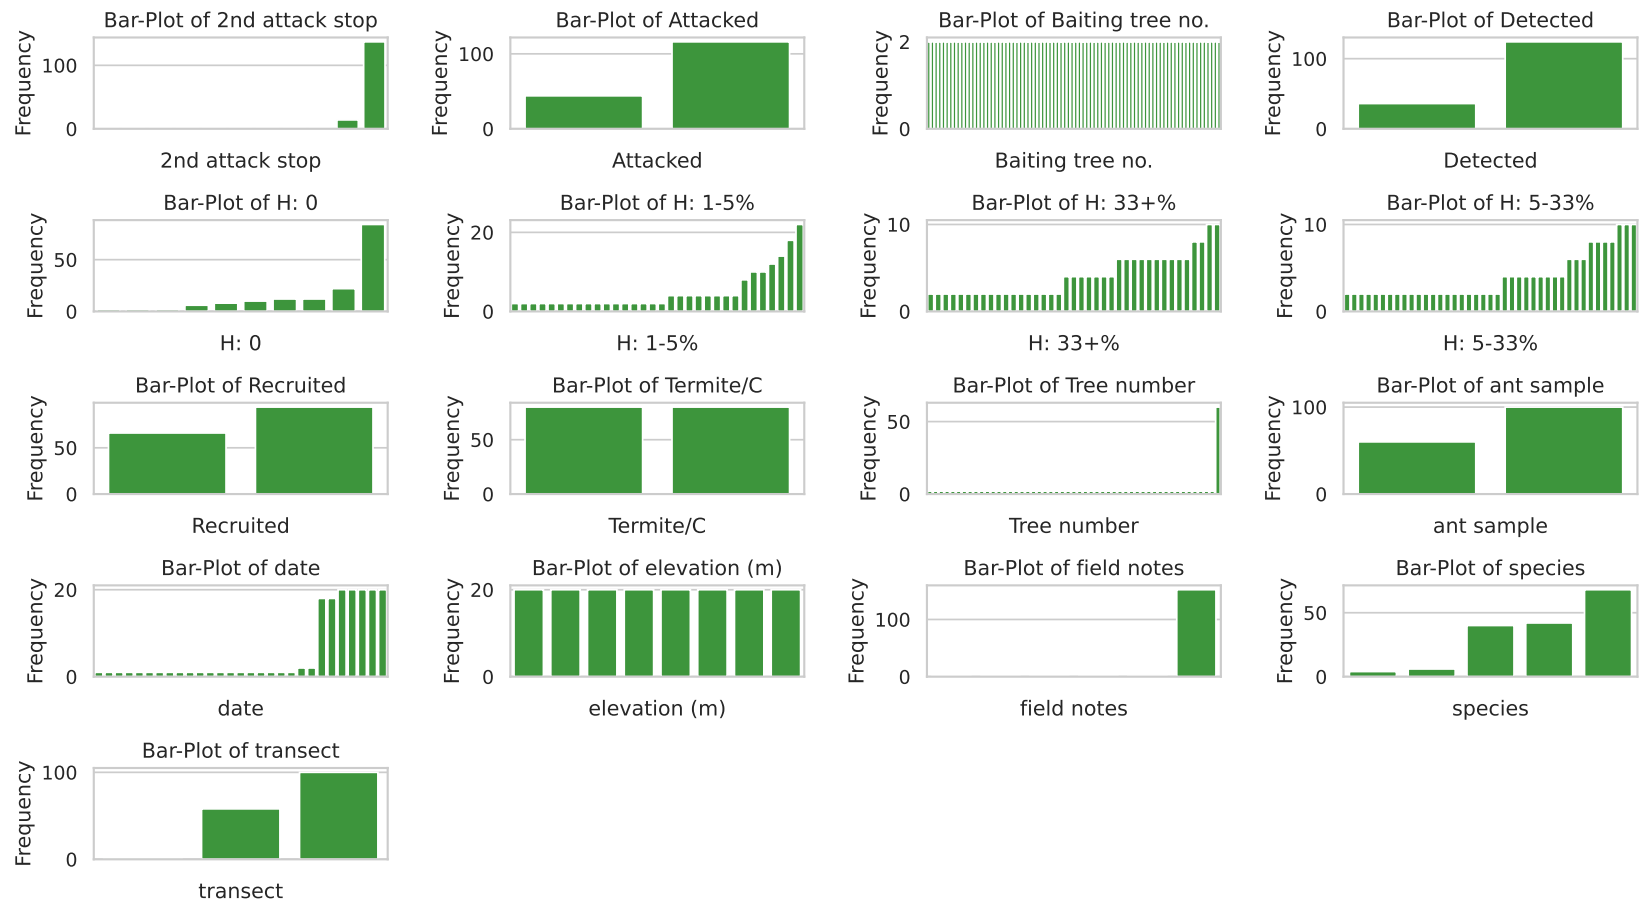 Bar-Plot of 2nd attack stop
Frequency
100
0
2nd attack stop
Bar-Plot of Attacked
Frequency
100
0
Attacked
Bar-Plot of Baiting tree no.
Frequency
2
0
Baiting tree no.
Bar-Plot of Detected
Frequency
100
0
Detected
Bar-Plot of H: 0
Frequency
50
0
H: 0
Bar-Plot of H: 1-5%
Frequency
20
0
H: 1-5%
Bar-Plot of H: 33+%
Frequency
10
0
H: 33+%
Bar-Plot of H: 5-33%
Frequency
10
0
H: 5-33%
Bar-Plot of Recruited
Frequency
50
0
Recruited
Bar-Plot of Termite/C
Frequency
50
0
Termite/C
Bar-Plot of Tree number
Frequency
50
0
Tree number
Bar-Plot of ant sample
Frequency
100
0
ant sample
Bar-Plot of date
Frequency
20
0
date
Bar-Plot of elevation (m)
Frequency
20
0
elevation (m)
Bar-Plot of field notes
Frequency
100
0
field notes
Bar-Plot of species
Frequency
50
0
species
Bar-Plot of transect
Frequency
100
0
transect